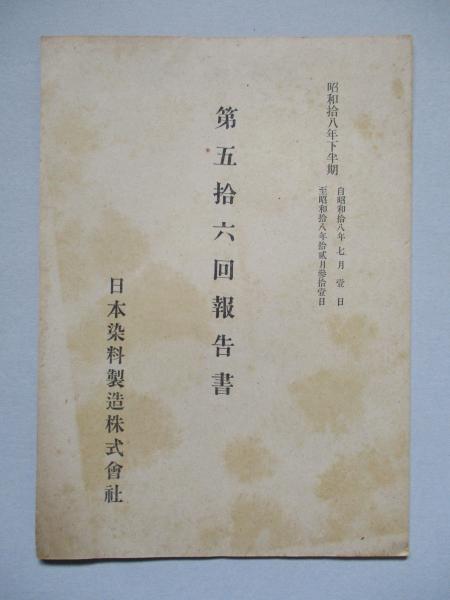 昭和拾八年下半期
自昭和拾八年七月壹日
至昭和拾八年拾貳月參拾壹日
第五拾六回報告書
日本染料製造株式會社